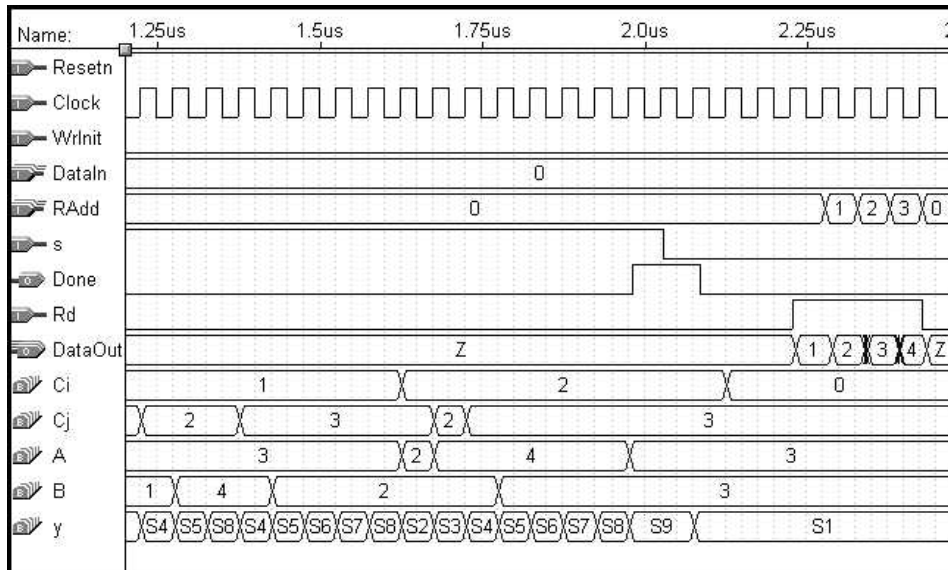 Name: 1.25us 1.5us 1.75us 2.0us 2.25us 2
Resetn
Clock
WrInit
DataIn 0
RAdd 0 1 2 3 0
s
Done
Rd
DataOut Z 1 2 3 4 Z
Ci 1 2 0
Cj 2 3 2 3
A 3 2 4 3
B 1 4 2 3
y S4 S5 S8 S4 S5 S6 S7 S8 S2 S3 S4 S5 S6 S7 S8 S9 S1